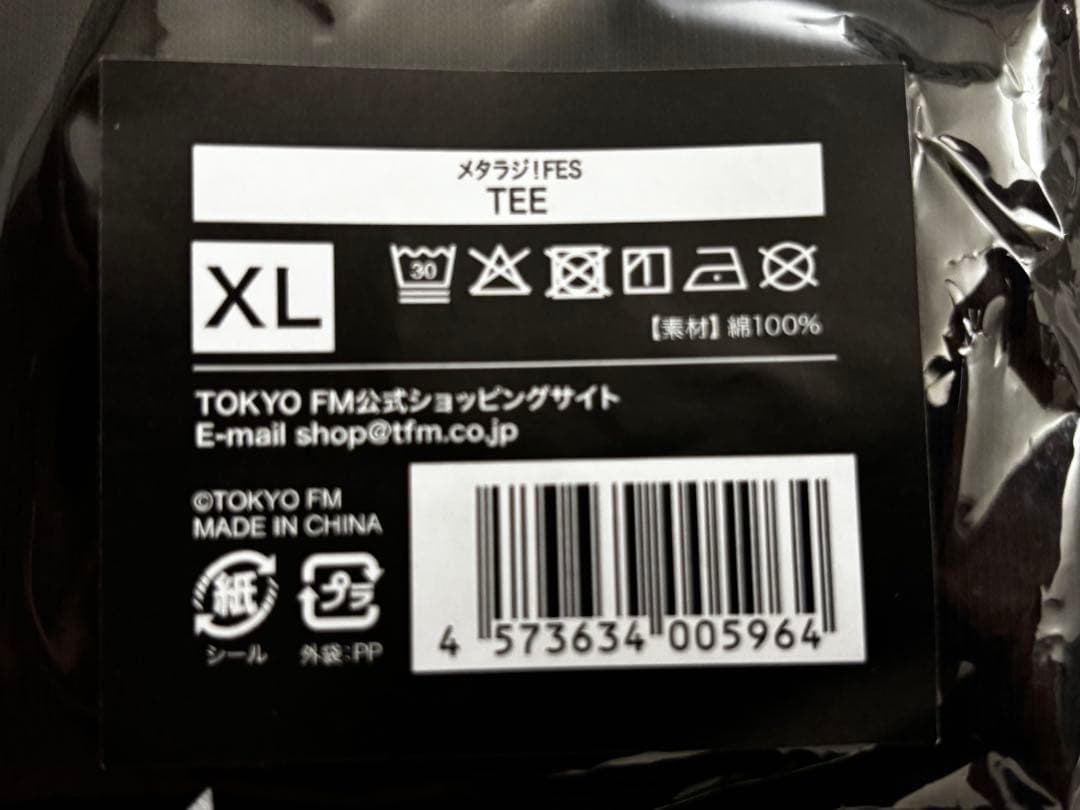 メタラジ!FES
TEE
XL
30
【素材】綿100%
TOKYO FM公式ショッピングサイト
E-mail shop@tfm.co.jp
©TOKYO FM
MADE IN CHINA
紙
プラ
シール
外袋:PP
4 573634 005964